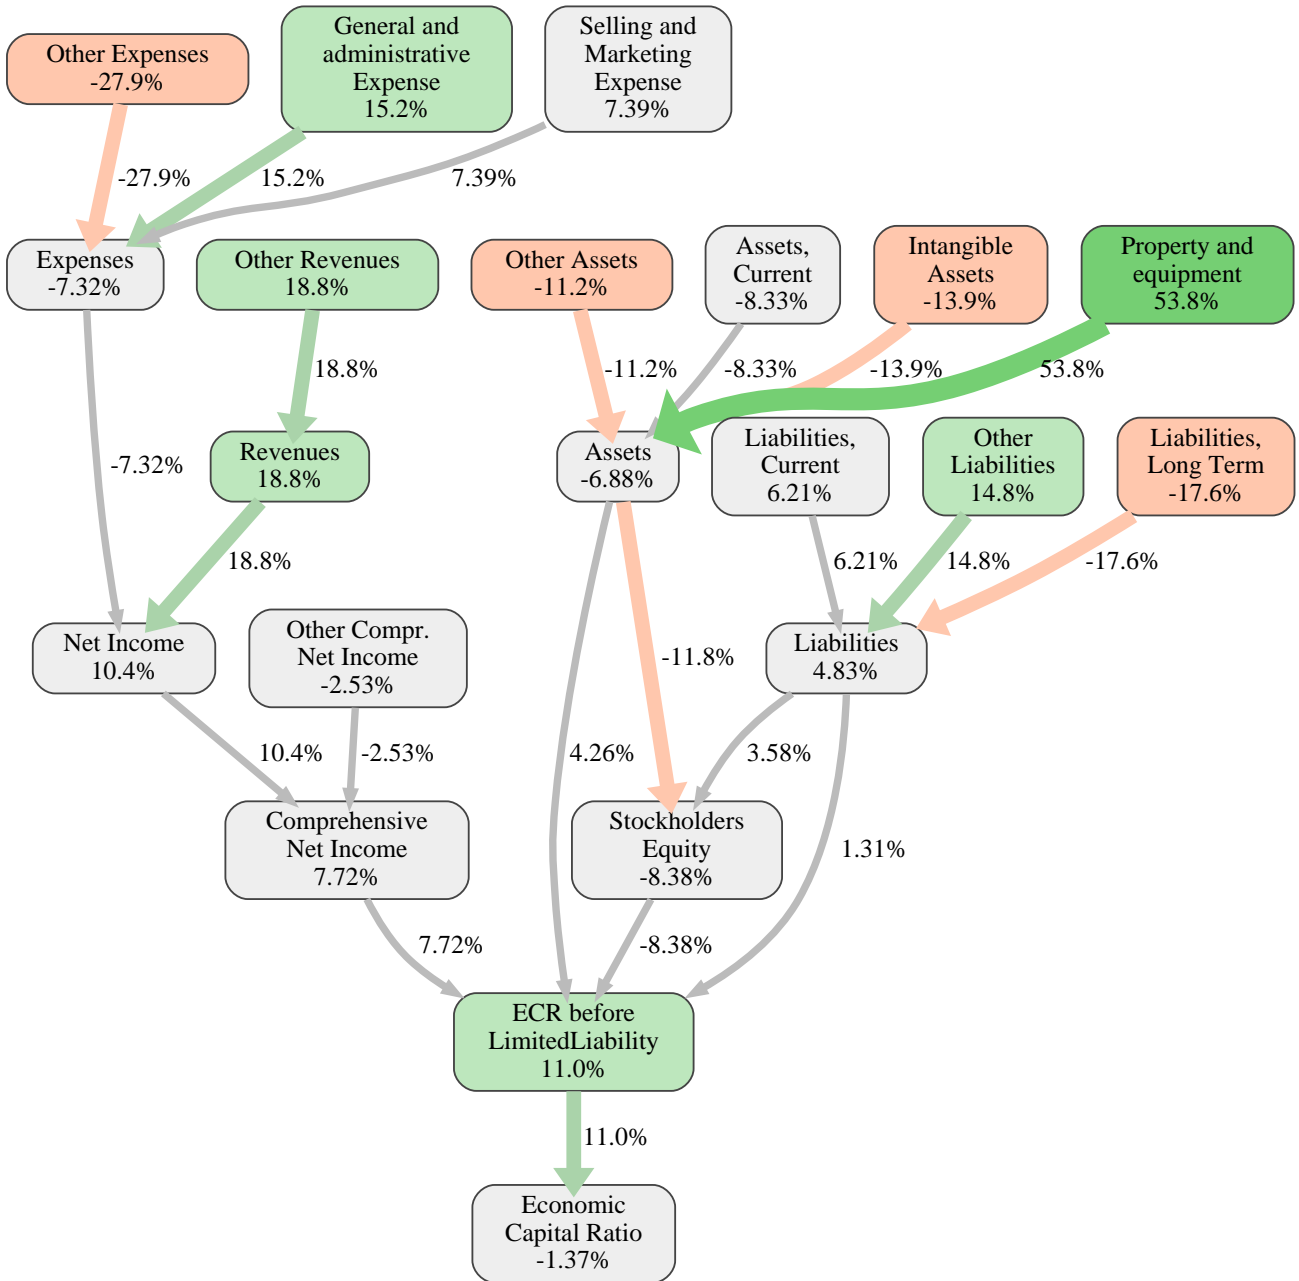 Other Expenses
-27.9%
General and
administrative
Expense
15.2%
Selling and
Marketing
Expense
7.39%
-27.9%
15.2%
7.39%
Expenses
-7.32%
Other Revenues
18.8%
Other Assets
-11.2%
Assets,
Current
-8.33%
Intangible
Assets
-13.9%
Property and
equipment
53.8%
18.8%
-11.2%
-8.33%
-13.9%
53.8%
-7.32%
Revenues
18.8%
Assets
-6.88%
Liabilities,
Current
6.21%
Other
Liabilities
14.8%
Liabilities,
Long Term
-17.6%
18.8%
6.21%
14.8%
-17.6%
Net Income
10.4%
Other Compr.
Net Income
-2.53%
-11.8%
Liabilities
4.83%
10.4%
-2.53%
4.26%
3.58%
Comprehensive
Net Income
7.72%
Stockholders
Equity
-8.38%
1.31%
7.72%
-8.38%
ECR before
LimitedLiability
11.0%
11.0%
Economic
Capital Ratio
-1.37%